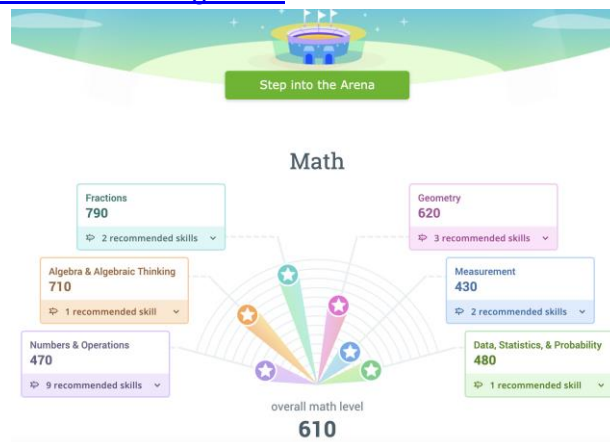 Step into the Arena
Math
Fractions
790
2 recommended skills
Geometry
620
3 recommended skills
Algebra & Algebraic Thinking
710
1 recommended skill
Measurement
430
2 recommended skills
Numbers & Operations
470
9 recommended skills
Data, Statistics, & Probability
480
1 recommended skill
overall math level
610